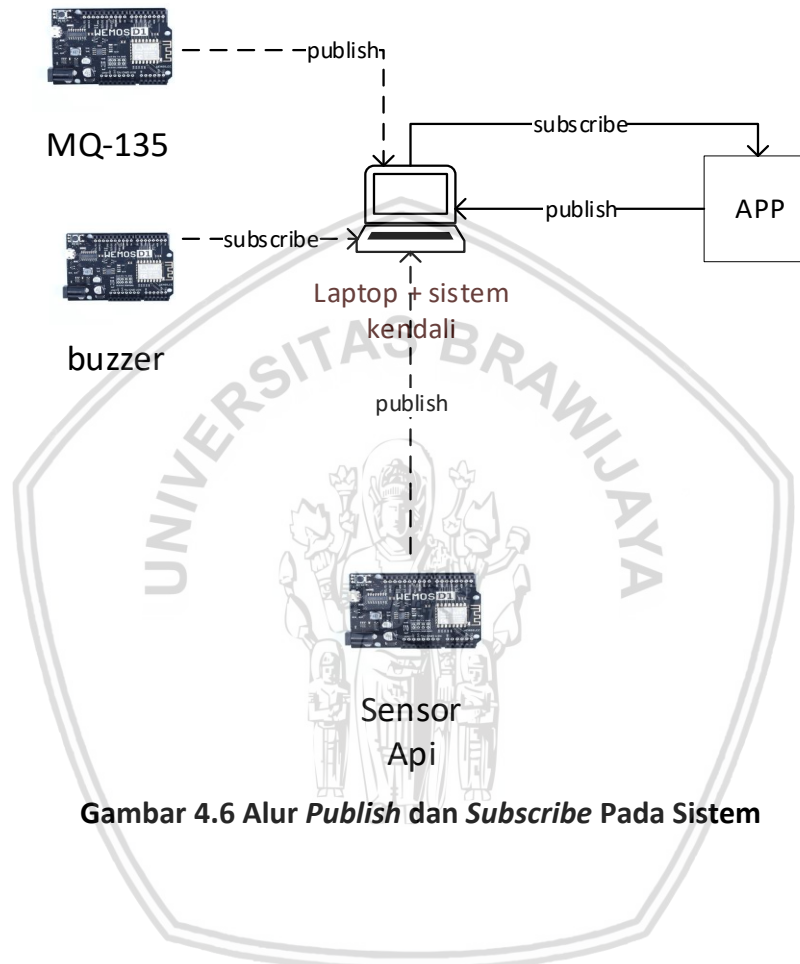 WEMOS D1
publish
MQ-135
subscribe
publish
APP
WEMOS D1
subscribe
buzzer
Laptop + sistem
kendali
publish
UNIVERSITAS BRAWIJAYA
WEMOS D1
Sensor
Api
Gambar 4.6 Alur Publish dan Subscribe Pada Sistem